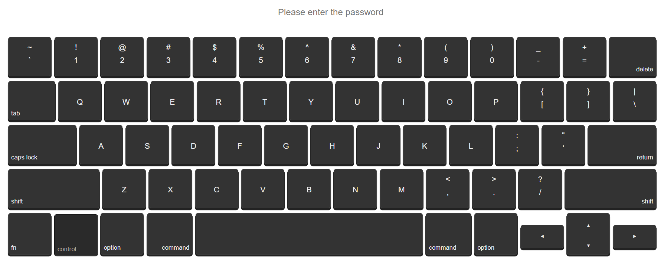 Please enter the password
~ ! @ # $ % ^ & * ( ) _ +
` 1 2 3 4 5 6 7 8 9 0 - = delete
tab Q W E R T Y U I O P { [ } ] | \
caps lock A S D F G H J K L : ; " ' return
shift Z X C V B N M < , > . ? / shift
fn control option command command option ◂ ▴ ▾ ▸